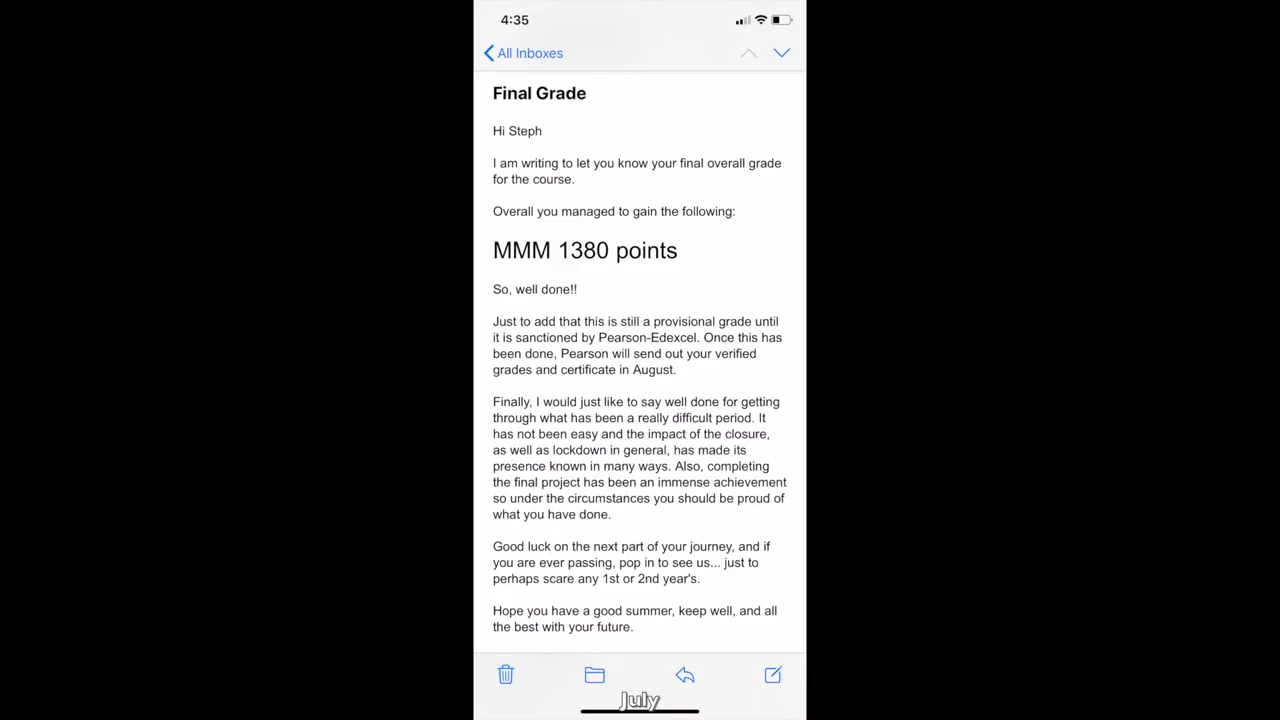 4:35
All Inboxes
Final Grade
Hi Steph
I am writing to let you know your final overall grade
for the course.
Overall you managed to gain the following:
MMM 1380 points
So, well done!!
Just to add that this is still a provisional grade until
it is sanctioned by Pearson-Edexcel. Once this has
been done, Pearson will send out your verified
grades and certificate in August.
Finally, I would just like to say well done for getting
through what has been a really difficult period. It
has not been easy and the impact of the closure,
as well as lockdown in general, has made its
presence known in many ways. Also, completing
the final project has been an immense achievement
so under the circumstances you should be proud of
what you have done.
Good luck on the next part of your journey, and if
you are ever passing, pop in to see us... just to
perhaps scare any 1st or 2nd year's.
Hope you have a good summer, keep well, and all
the best with your future.
July